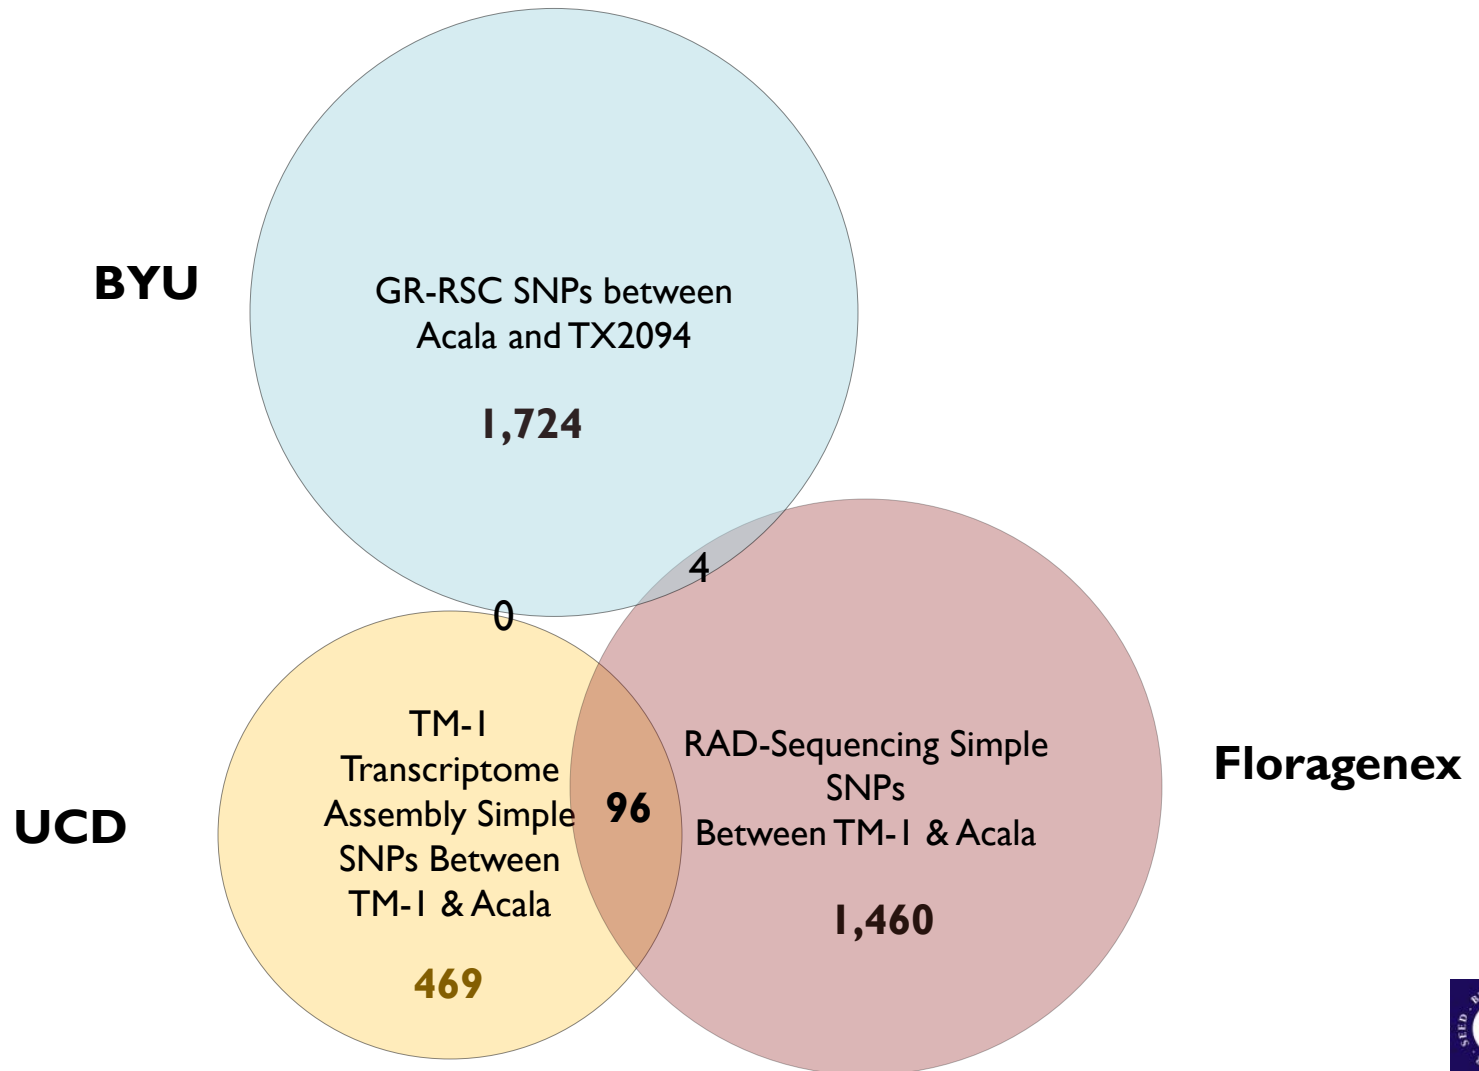 BYU
GR-RSC SNPs between
Acala and TX2094
1,724
4
0
TM-1
Transcriptome
Assembly Simple
SNPs Between
TM-1 & Acala
469
96
RAD-Sequencing Simple
SNPs
Between TM-1 & Acala
1,460
UCD
Floragenex
SEED